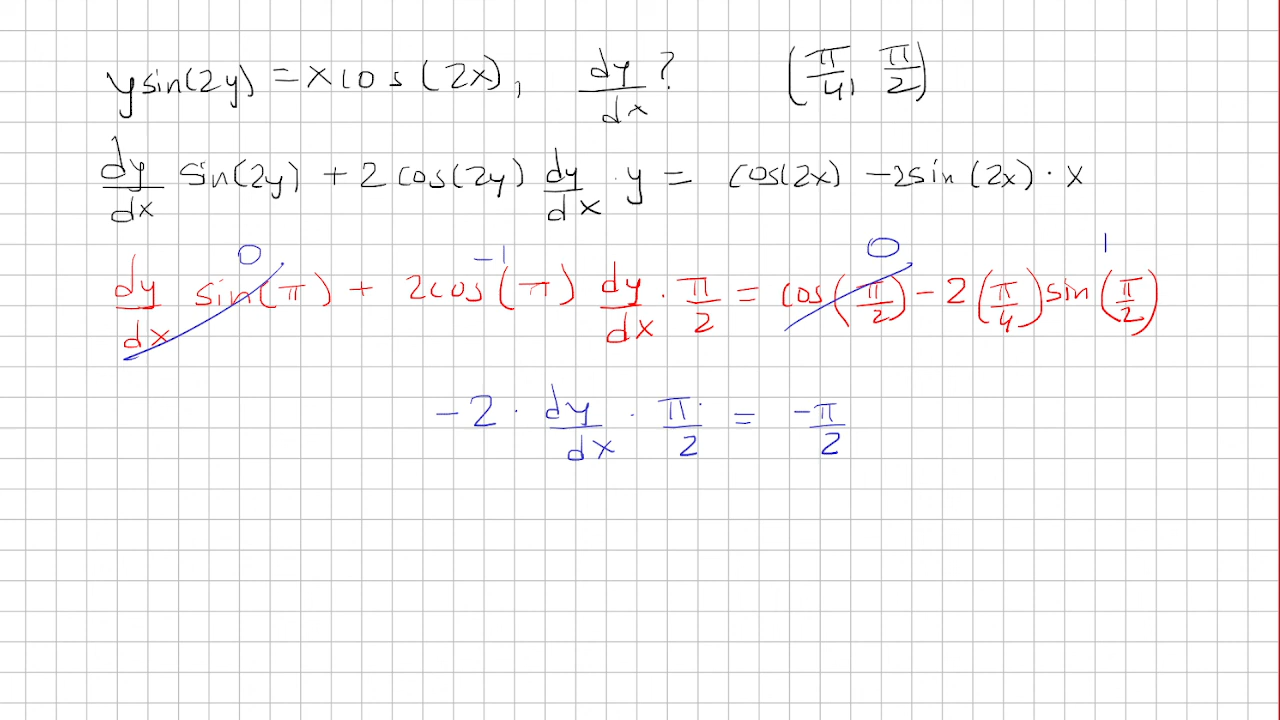 y sin(2y) = x cos(2x), dy/dx ? (π/4, π/2)
dy/dx sin(2y) + 2 cos(2y) dy/dx · y = cos(2x) - 2 sin(2x) · x
0 -1 0 1
dy/dx sin(π) + 2cos(π) dy/dx · π/2 = cos(π/2) - 2(π/4) sin(π/2)
-2 · dy/dx · π/2 = -π/2